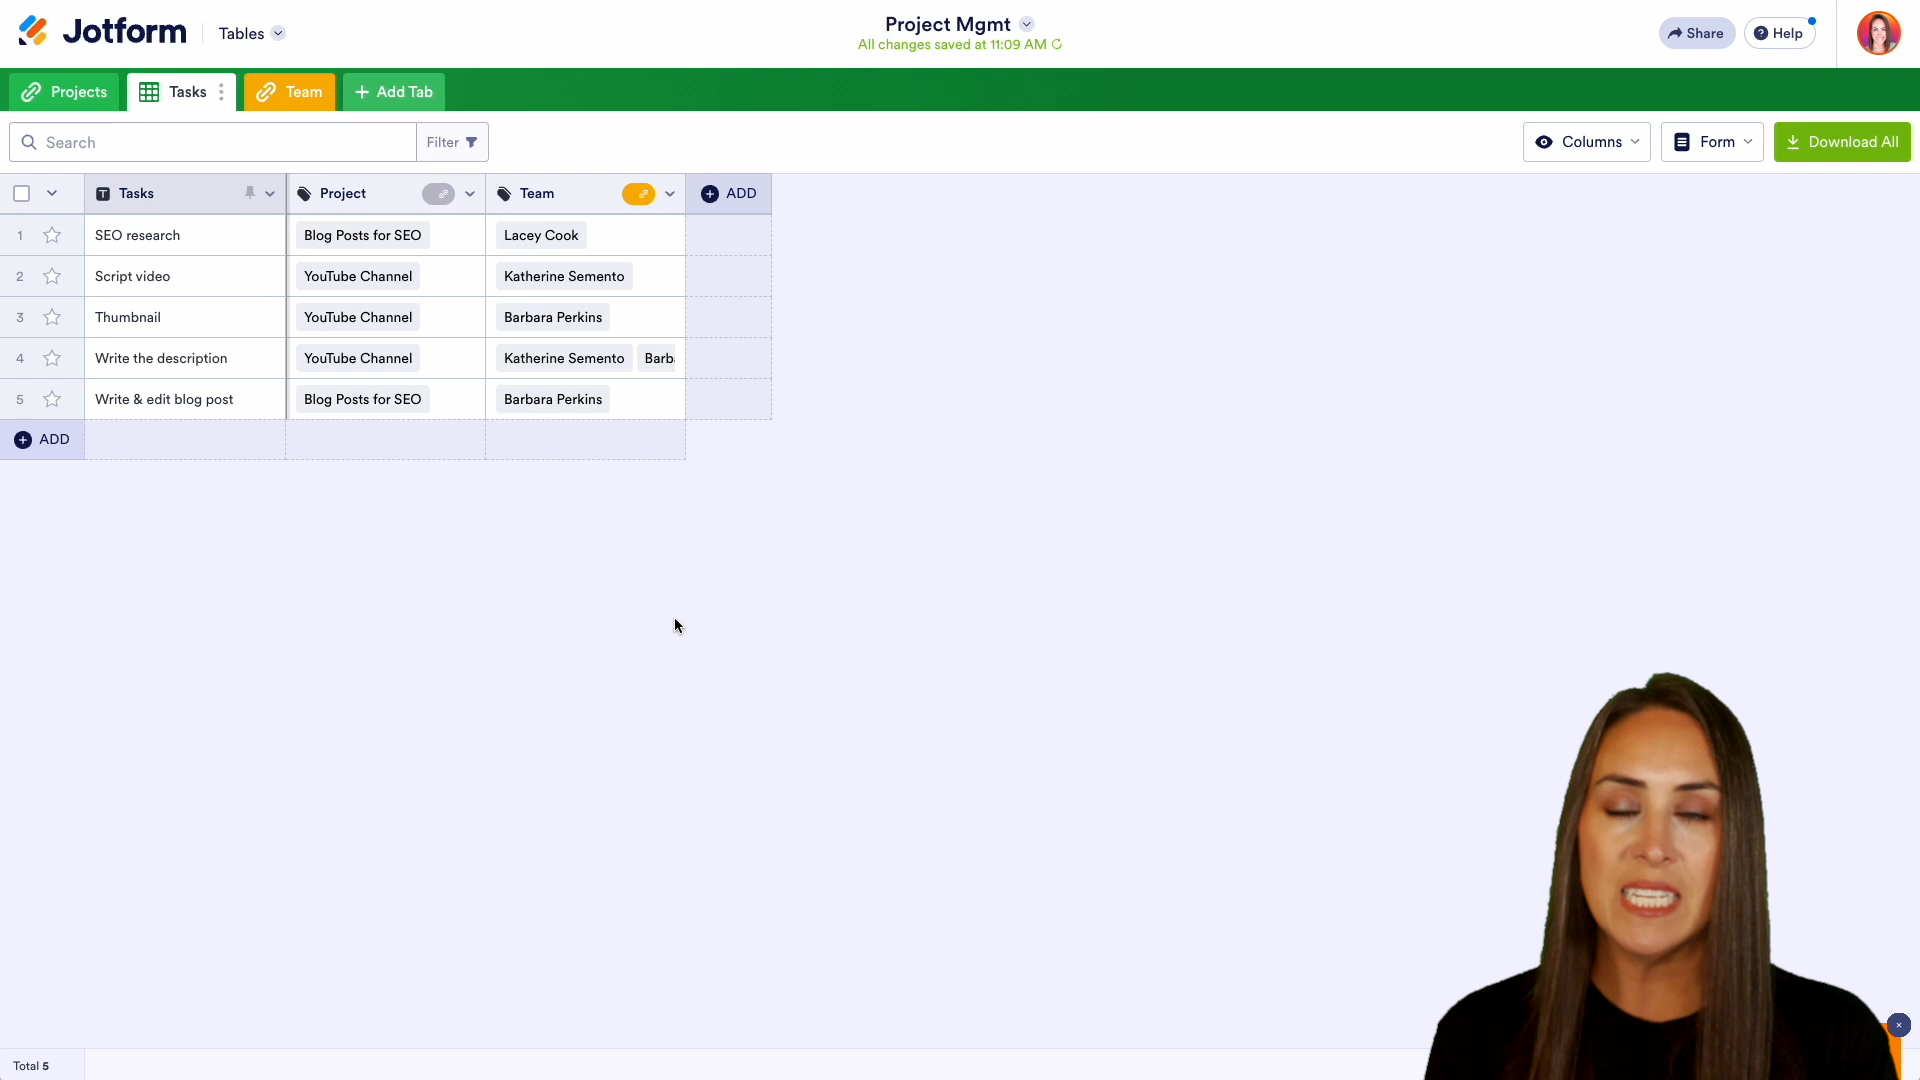 Jotform
Tables
Project Mgmt
All changes saved at 11:09 AM
Share
Help
Projects
Tasks
Team
Add Tab
Search
Filter
Columns
Form
Download All
Tasks
Project
Team
ADD
1 SEO research Blog Posts for SEO Lacey Cook
2 Script video YouTube Channel Katherine Semento
3 Thumbnail YouTube Channel Barbara Perkins
4 Write the description YouTube Channel Katherine Semento Barb
5 Write & edit blog post Blog Posts for SEO Barbara Perkins
ADD
Total 5